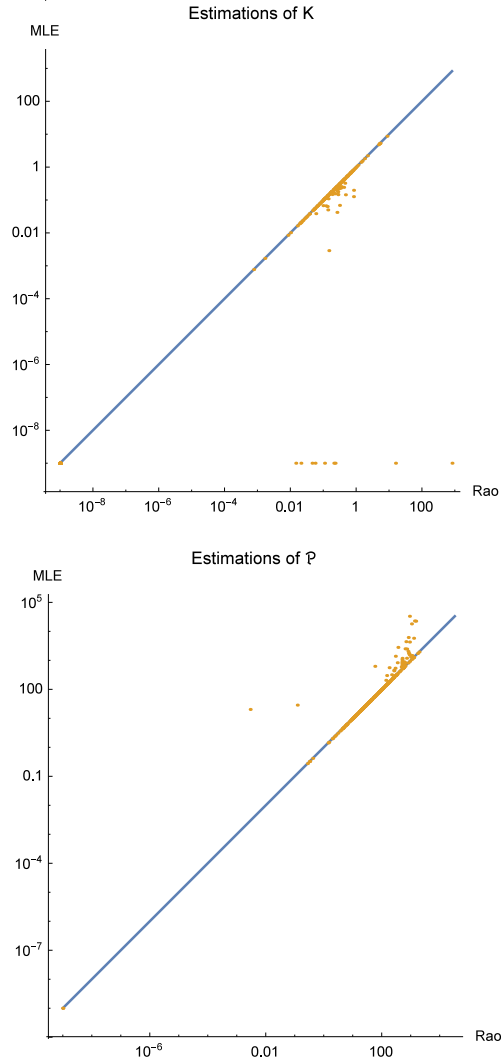 Estimations of K
MLE
100
1
0.01
10⁻⁴
10⁻⁶
10⁻⁸
10⁻⁸ 10⁻⁶ 10⁻⁴ 0.01 1 100 Rao
Estimations of 𝒫
MLE
10⁵
100
0.1
10⁻⁴
10⁻⁷
10⁻⁶ 0.01 100 Rao